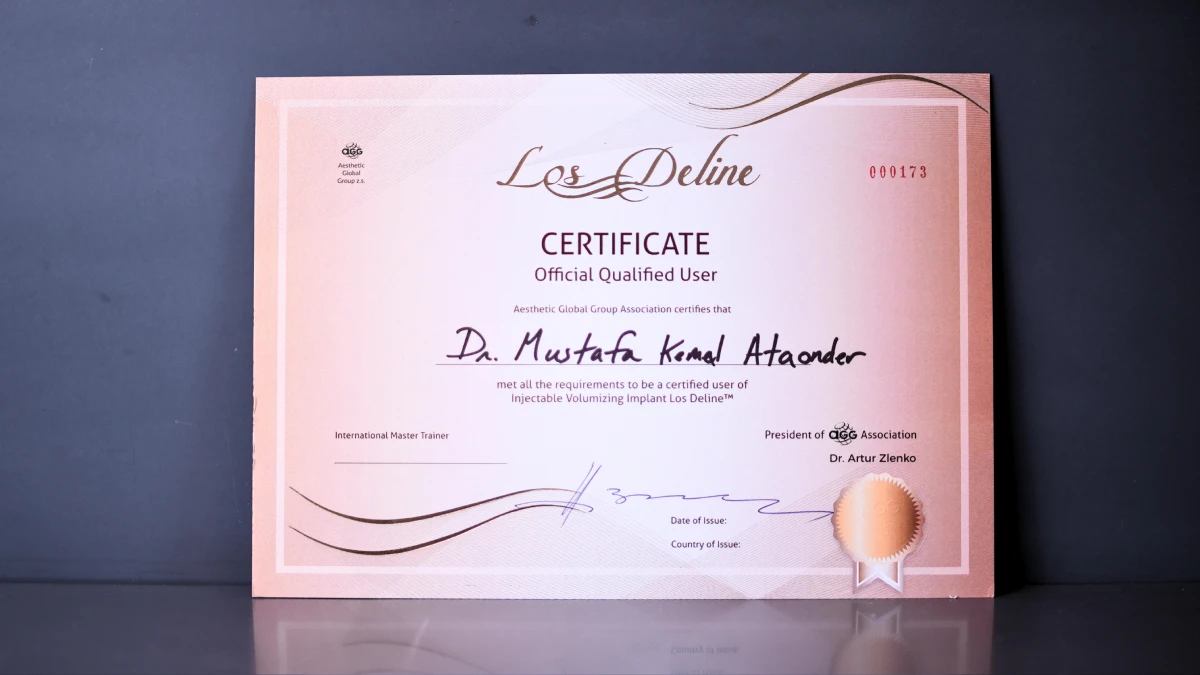 agg
Aesthetic
Global
Group z.s.
Los Deline
000173
CERTIFICATE
Official Qualified User
Aesthetic Global Group Association certifies that
Dr. Mustafa Kemal Ataonder
met all the requirements to be a certified user of
Injectable Volumizing Implant Los Deline™
International Master Trainer
President of agg Association
Dr. Artur Zlenko
Date of Issue:
Country of Issue: